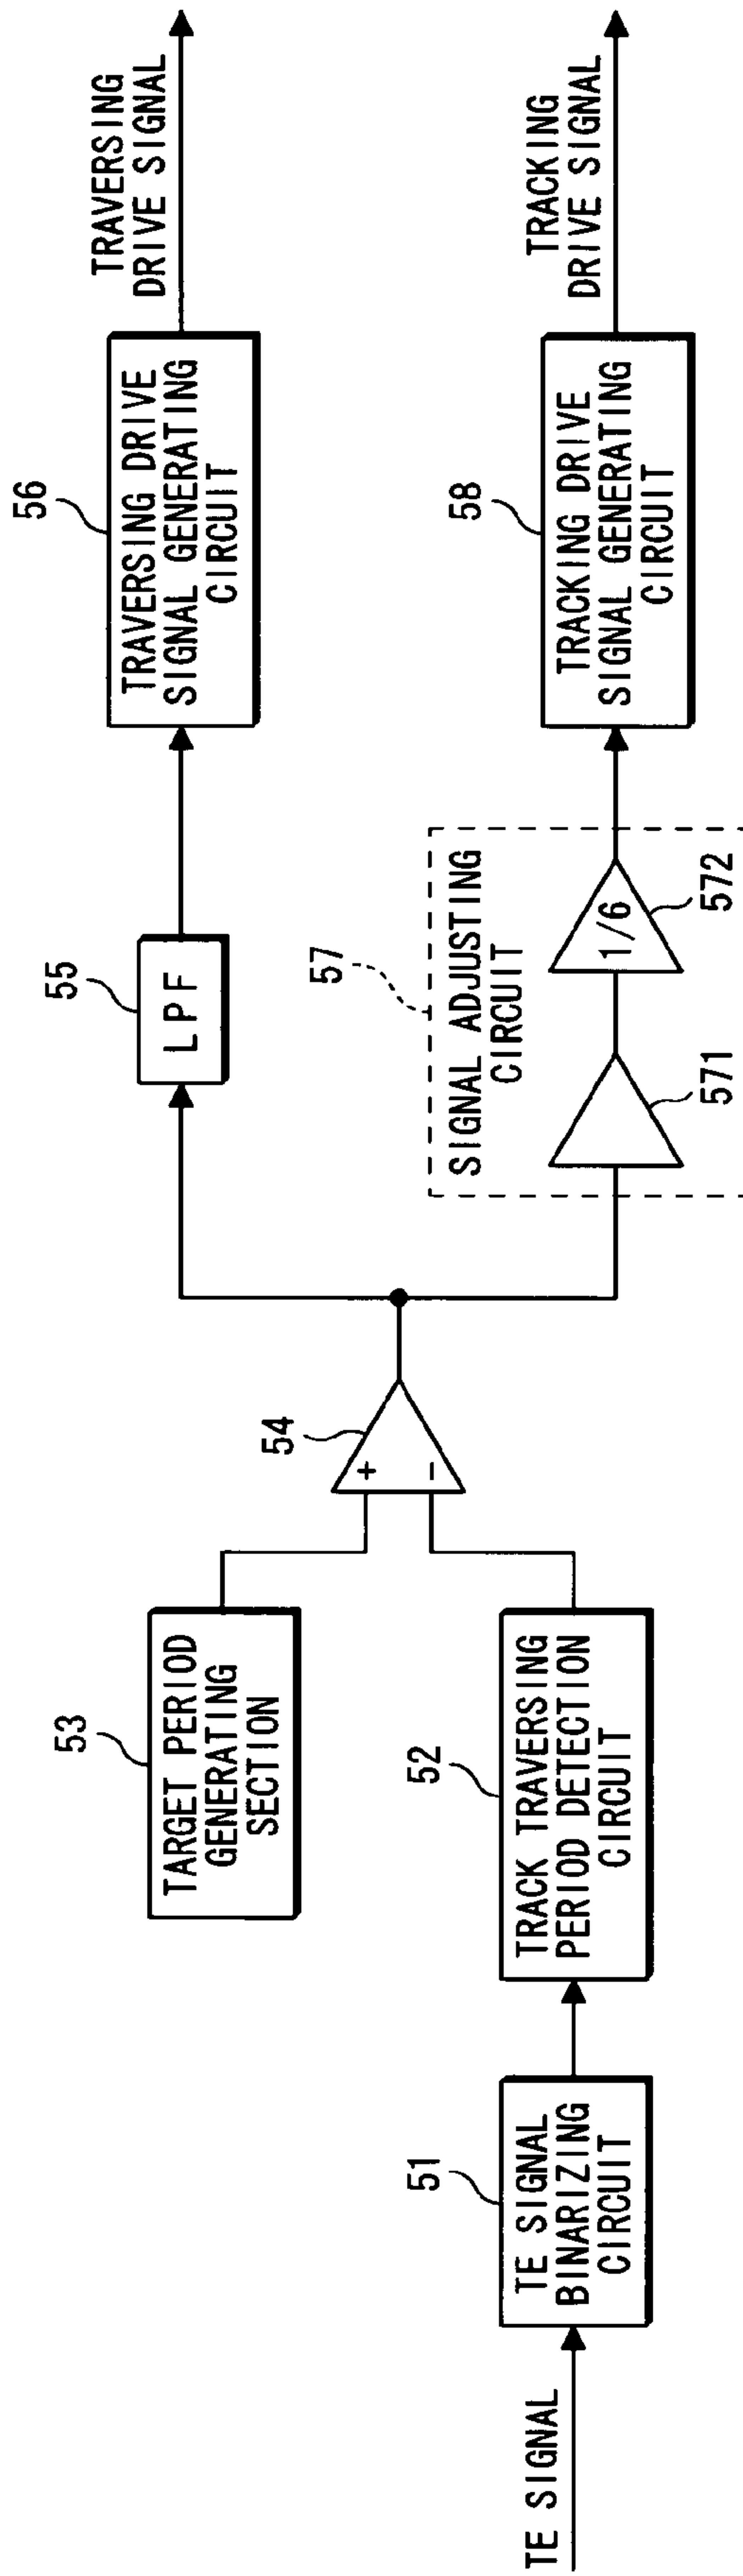 TE SIGNAL
51
TE SIGNAL
BINARIZING
CIRCUIT
52
TRACK TRAVERSING
PERIOD DETECTION
CIRCUIT
53
TARGET PERIOD
GENERATING
SECTION
54
+
−
55
LPF
56
TRAVERSING DRIVE
SIGNAL GENERATING
CIRCUIT
TRAVERSING
DRIVE SIGNAL
57
SIGNAL ADJUSTING
CIRCUIT
571
1/6
572
58
TRACKING DRIVE
SIGNAL GENERATING
CIRCUIT
TRACKING
DRIVE SIGNAL